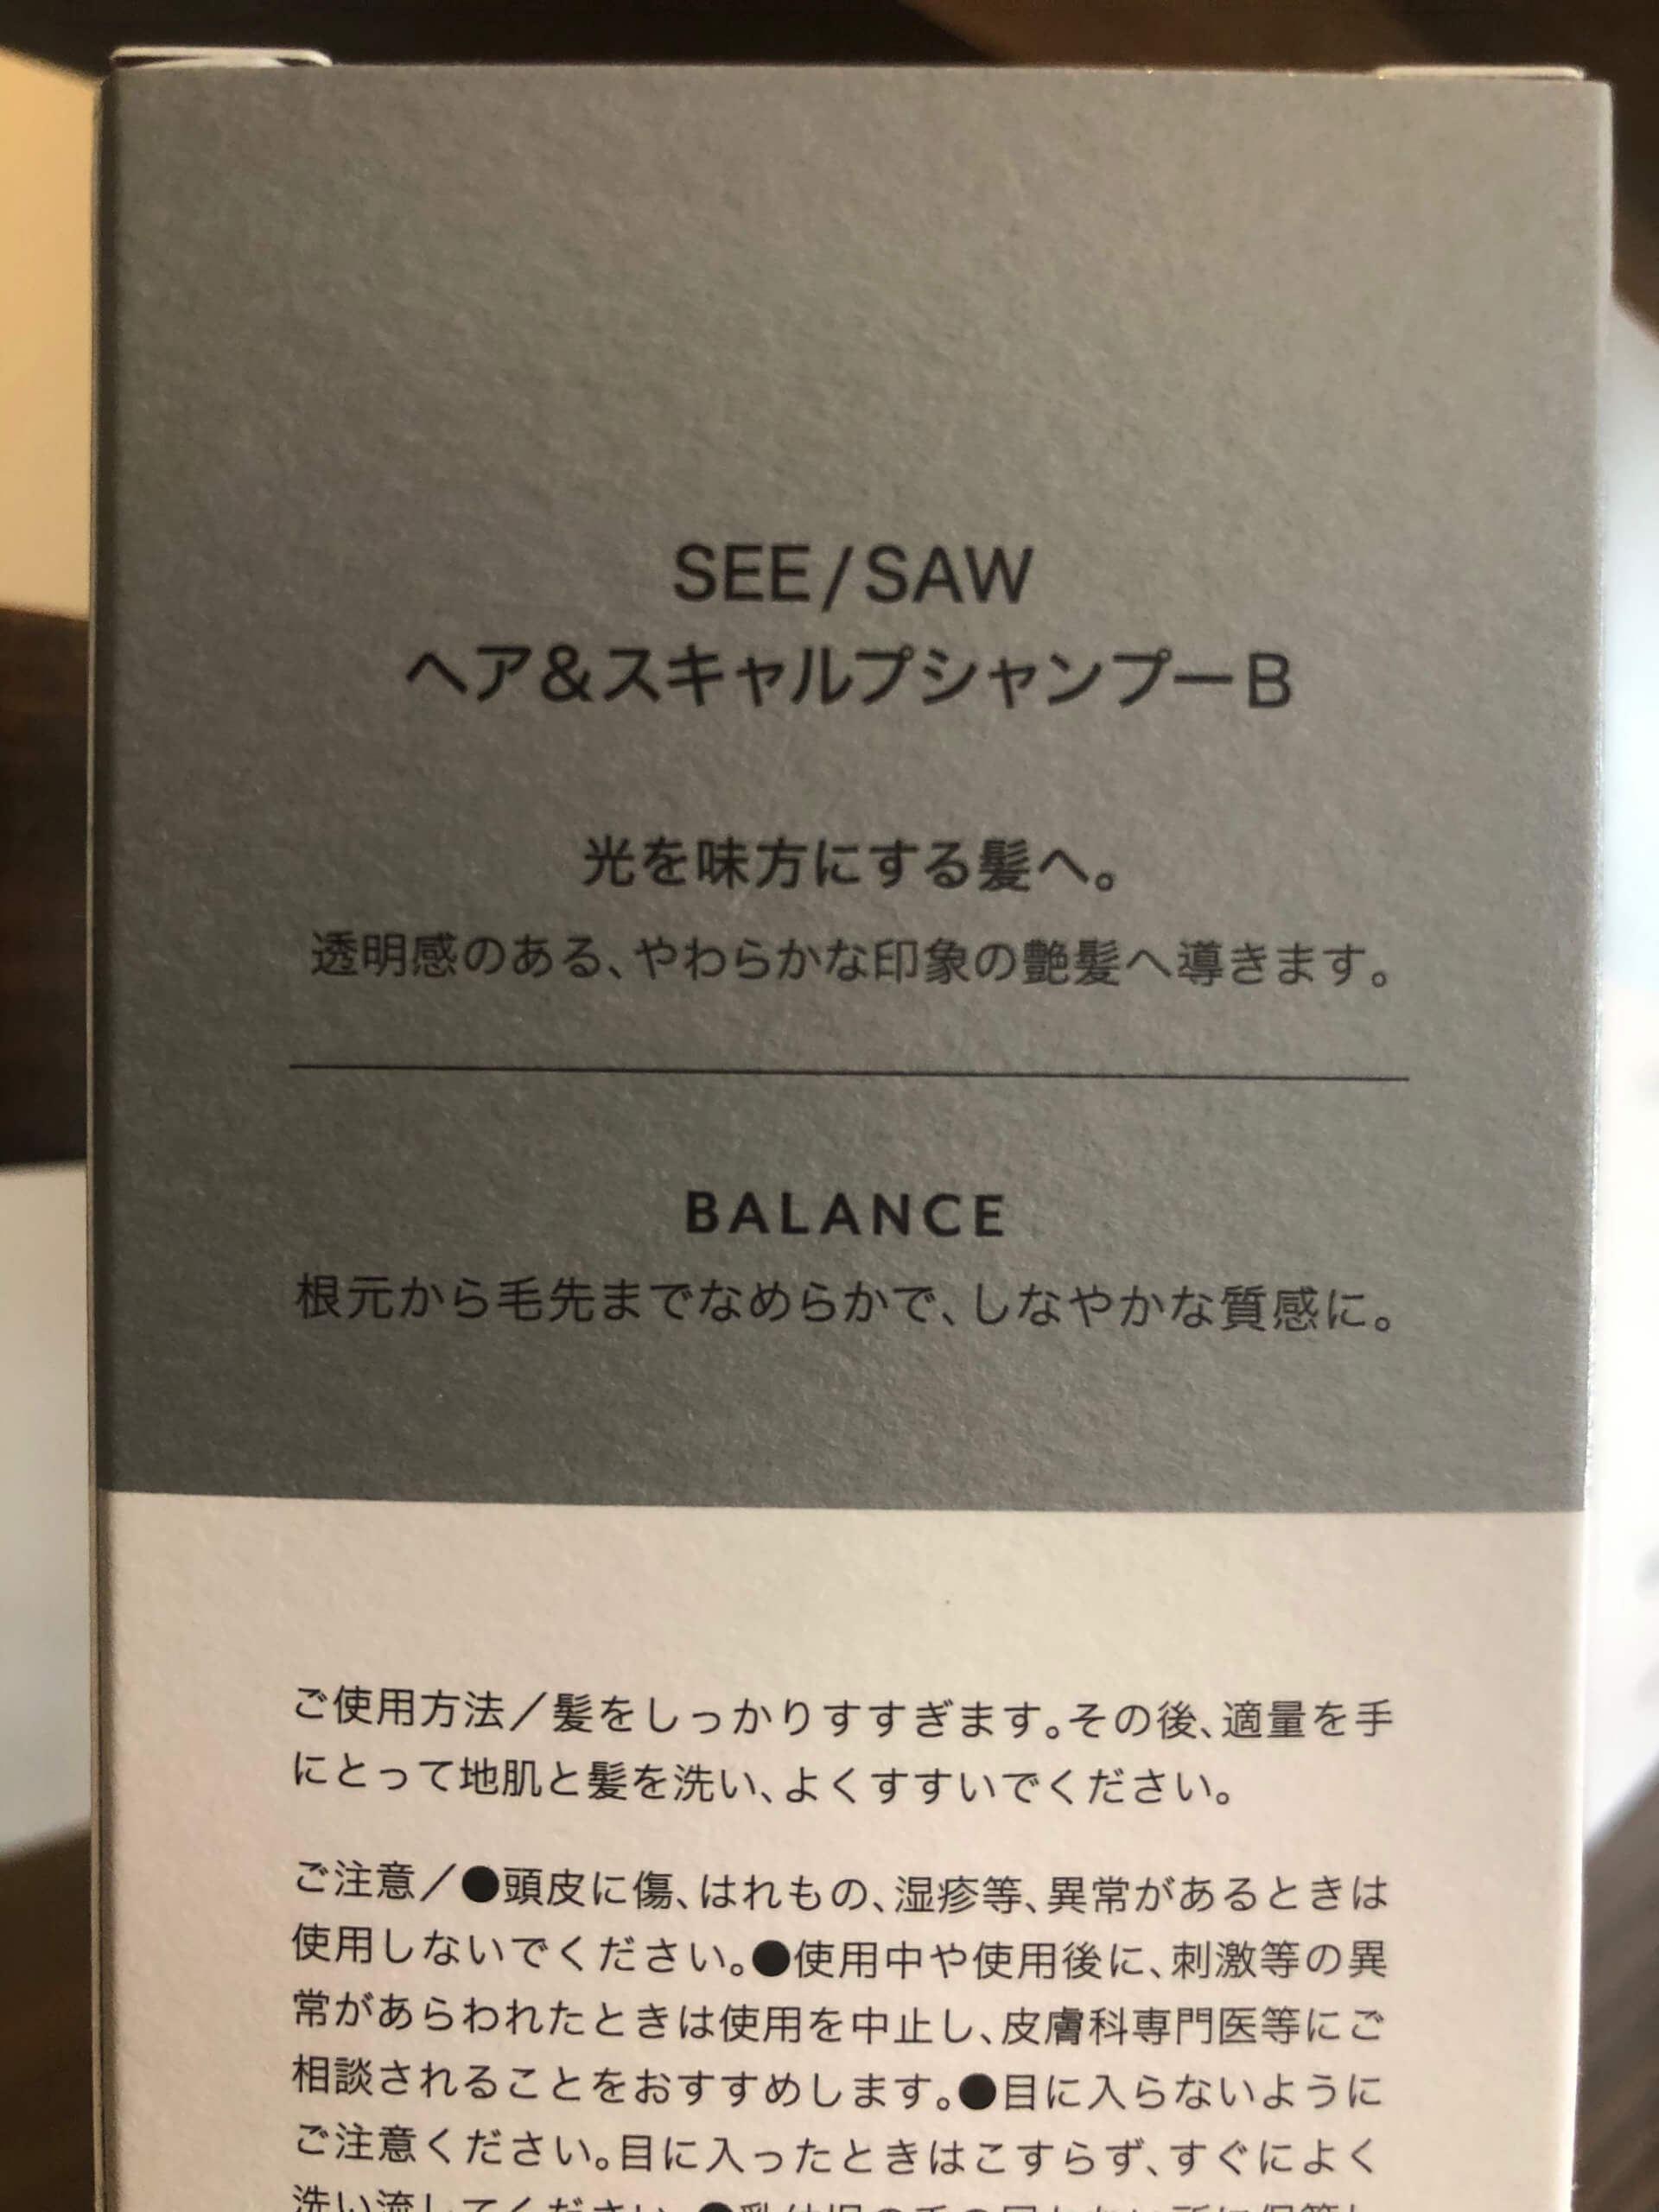 SEE/SAW
ヘア&スキャルプシャンプーB
光を味方にする髪へ。
透明感のある、やわらかな印象の艶髪へ導きます。
BALANCE
根元から毛先までなめらかで、しなやかな質感に。
ご使用方法／髪をしっかりすすぎます。その後、適量を手
にとって地肌と髪を洗い、よくすすいでください。
ご注意／●頭皮に傷、はれもの、湿疹等、異常があるときは
使用しないでください。●使用中や使用後に、刺激等の異
常があらわれたときは使用を中止し、皮膚科専門医等にご
相談されることをおすすめします。●目に入らないように
ご注意ください。目に入ったときはこすらず、すぐによく
洗い流してください。